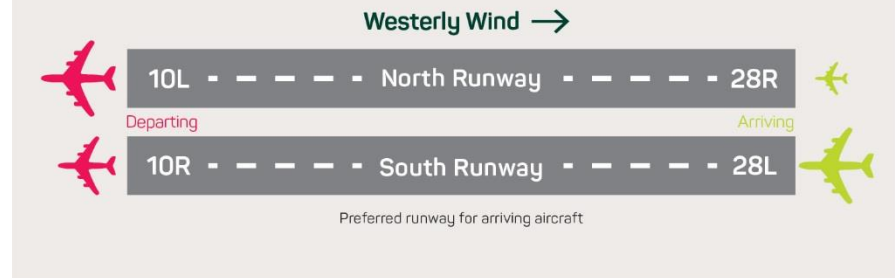 Westerly Wind →
10L North Runway 28R
Departing Arriving
10R South Runway 28L
Preferred runway for arriving aircraft